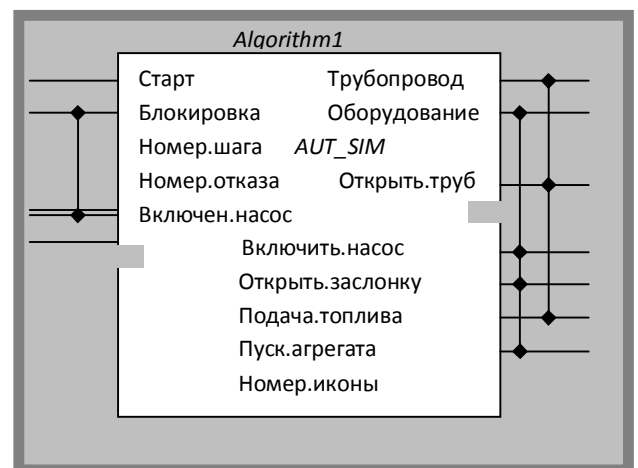 Algorithm1
Старт Трубопровод
Блокировка Оборудование
Номер.шага AUT_SIM
Номер.отказа Открыть.труб
Включен.насос
Включить.насос
Открыть.заслонку
Подача.топлива
Пуск.агрегата
Номер.иконы